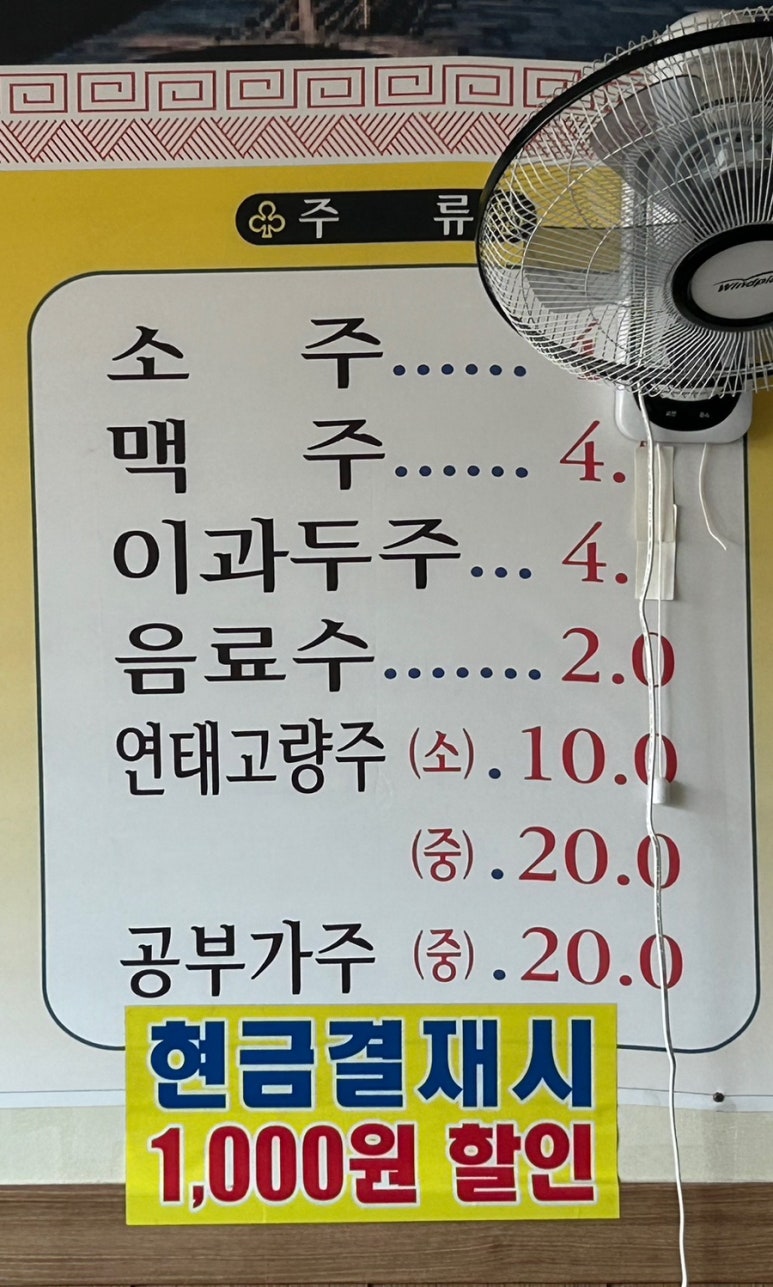 주 류
소 주......
맥 주...... 4.
이과두주... 4.
음료수....... 2.0
연태고량주 (소). 10.0
(중). 20.0
공부가주 (중). 20.0
현금결재시
1,000원 할인